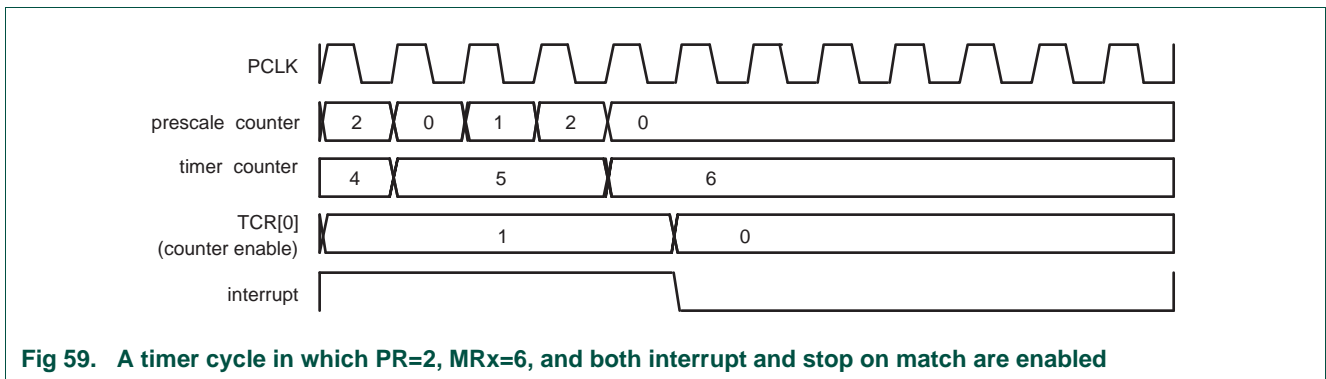 PCLK
prescale counter 2 0 1 2 0
timer counter 4 5 6
TCR[0]
(counter enable) 1 0
interrupt
Fig 59. A timer cycle in which PR=2, MRx=6, and both interrupt and stop on match are enabled